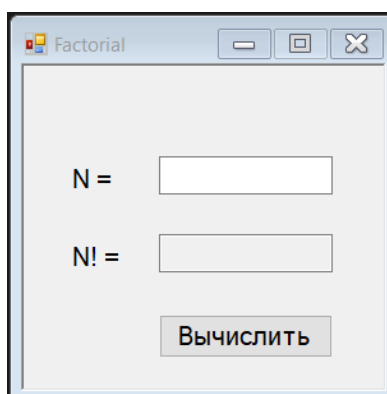 Factorial
N =
N! =
Вычислить